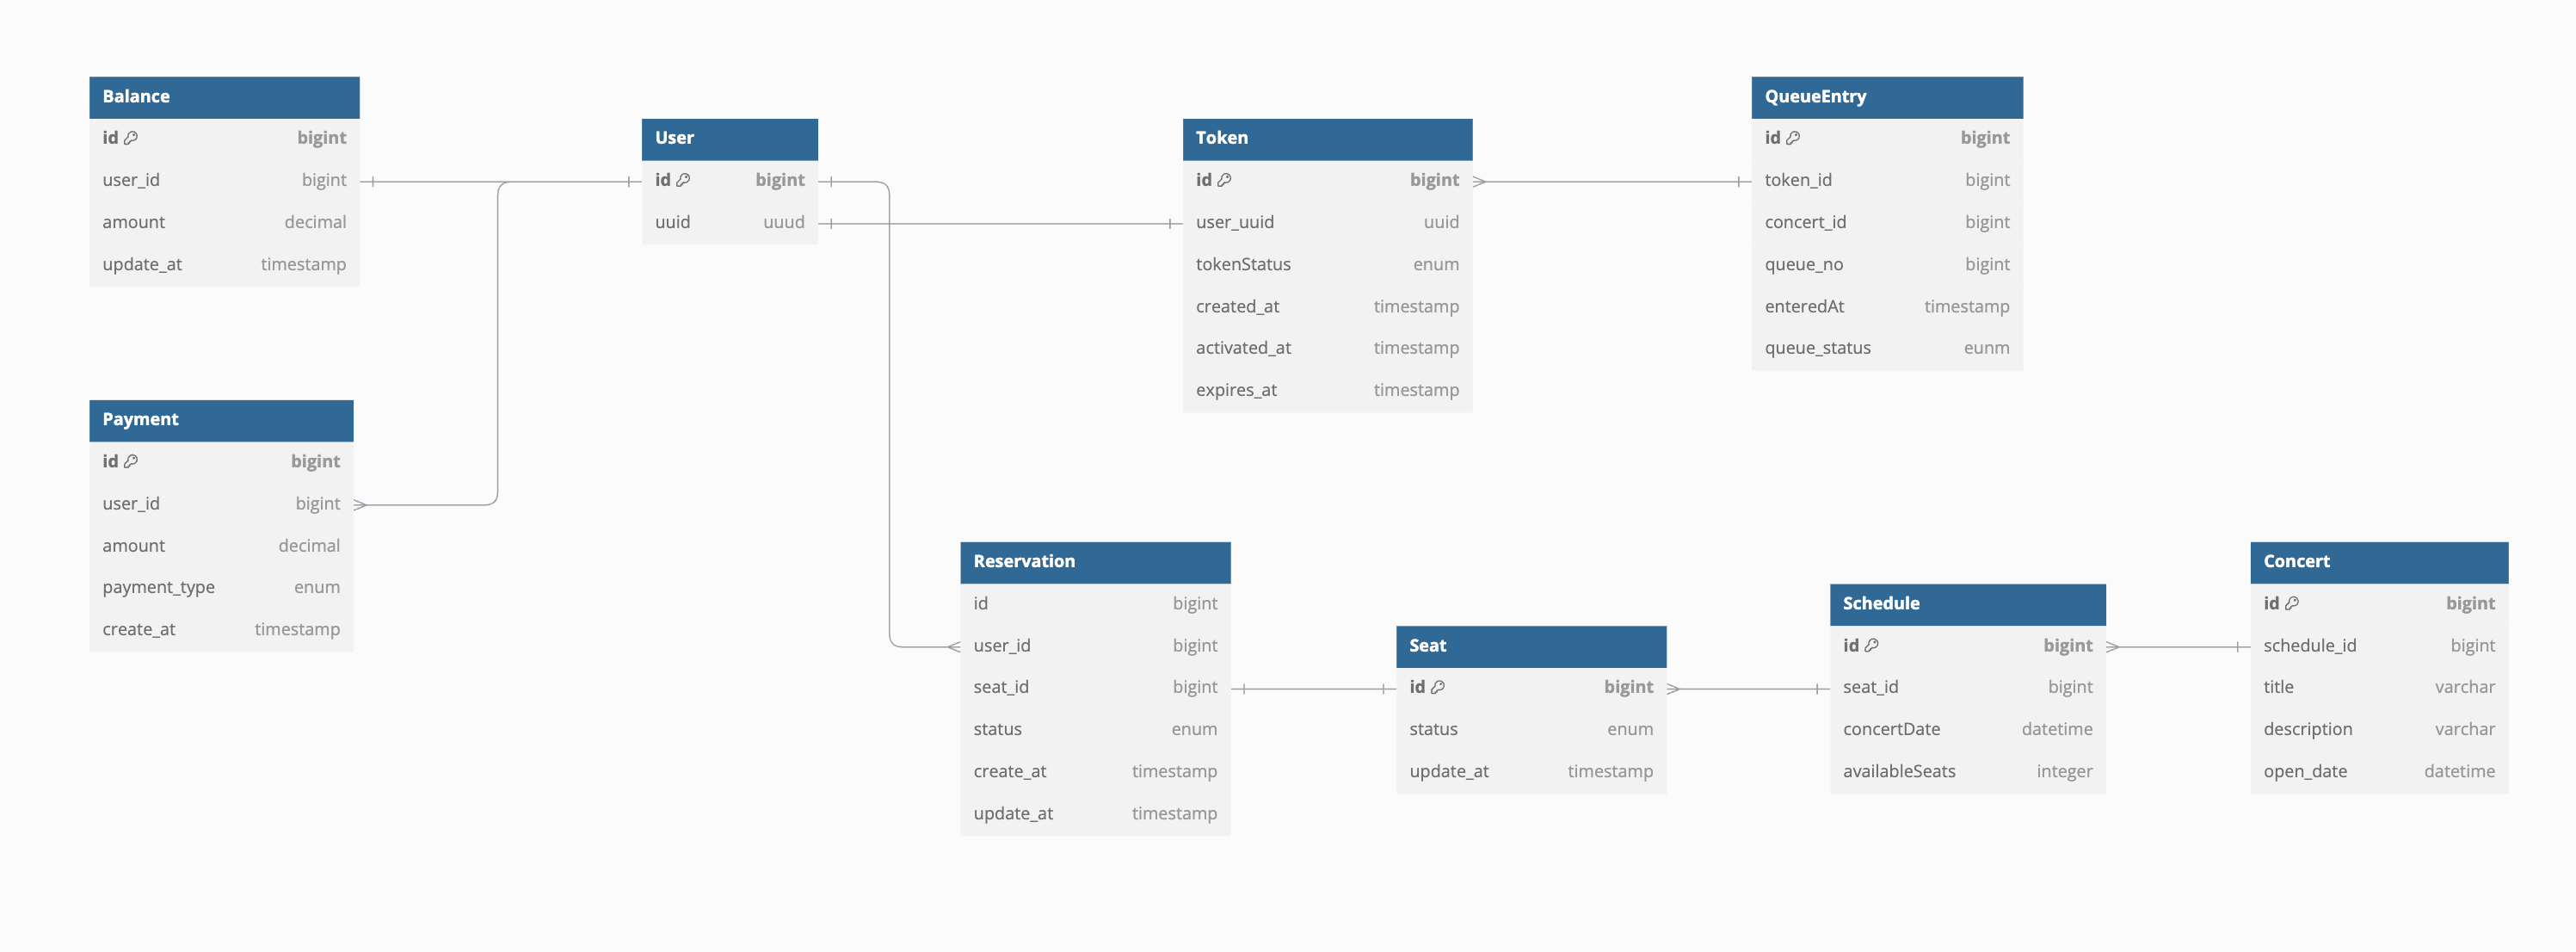 Balance
id bigint
user_id bigint
amount decimal
update_at timestamp
User
id bigint
uuid uuud
Token
id bigint
user_uuid uuid
tokenStatus enum
created_at timestamp
activated_at timestamp
expires_at timestamp
QueueEntry
id bigint
token_id bigint
concert_id bigint
queue_no bigint
enteredAt timestamp
queue_status eunm
Payment
id bigint
user_id bigint
amount decimal
payment_type enum
create_at timestamp
Reservation
id bigint
user_id bigint
seat_id bigint
status enum
create_at timestamp
update_at timestamp
Seat
id bigint
status enum
update_at timestamp
Schedule
id bigint
seat_id bigint
concertDate datetime
availableSeats integer
Concert
id bigint
schedule_id bigint
title varchar
description varchar
open_date datetime